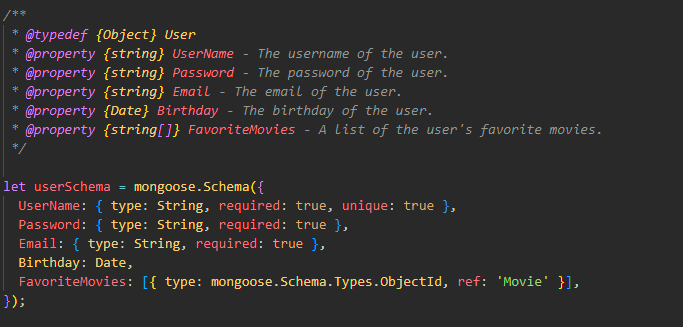 /**
 * @typedef {Object} User
 * @property {string} UserName - The username of the user.
 * @property {string} Password - The password of the user.
 * @property {string} Email - The email of the user.
 * @property {Date} Birthday - The birthday of the user.
 * @property {string[]} FavoriteMovies - A list of the user's favorite movies.
 */
let userSchema = mongoose.Schema({
  UserName: { type: String, required: true, unique: true },
  Password: { type: String, required: true },
  Email: { type: String, required: true },
  Birthday: Date,
  FavoriteMovies: [{ type: mongoose.Schema.Types.ObjectId, ref: 'Movie' }],
});